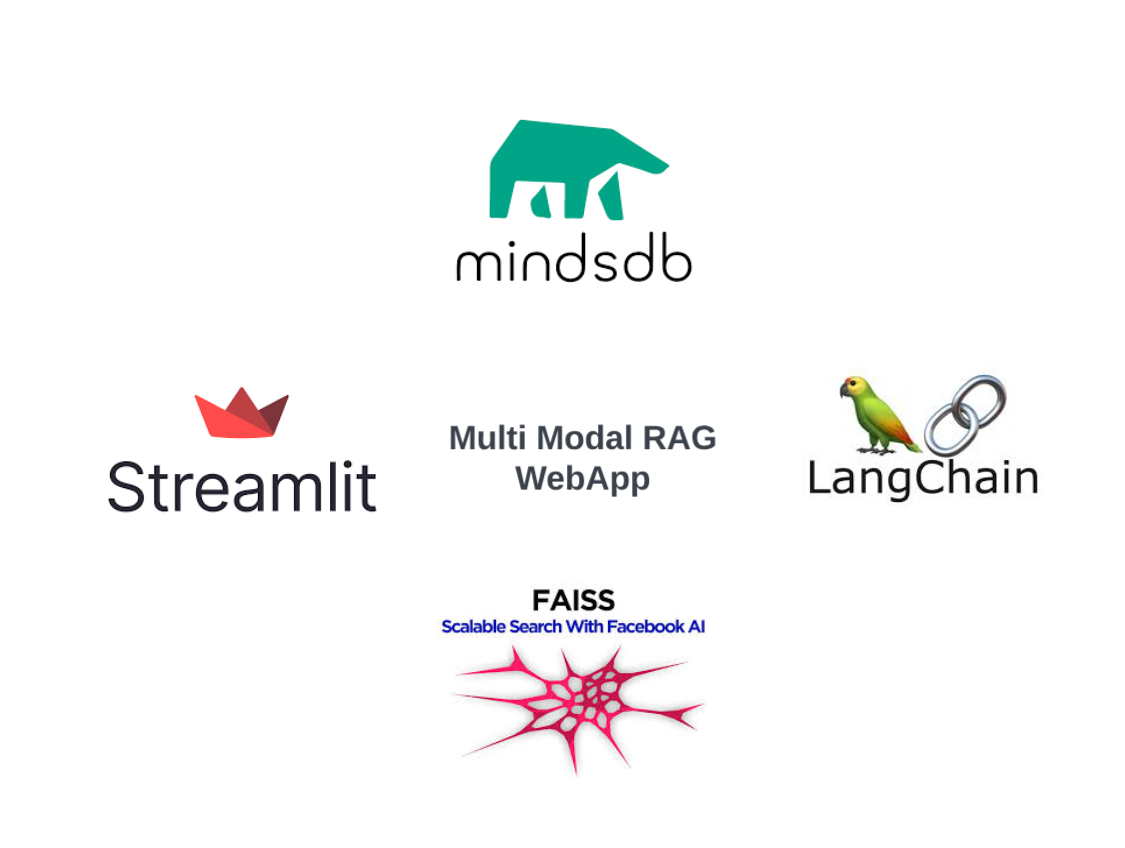 mindsdb
Streamlit
Multi Modal RAG
WebApp
LangChain
FAISS
Scalable Search With Facebook AI